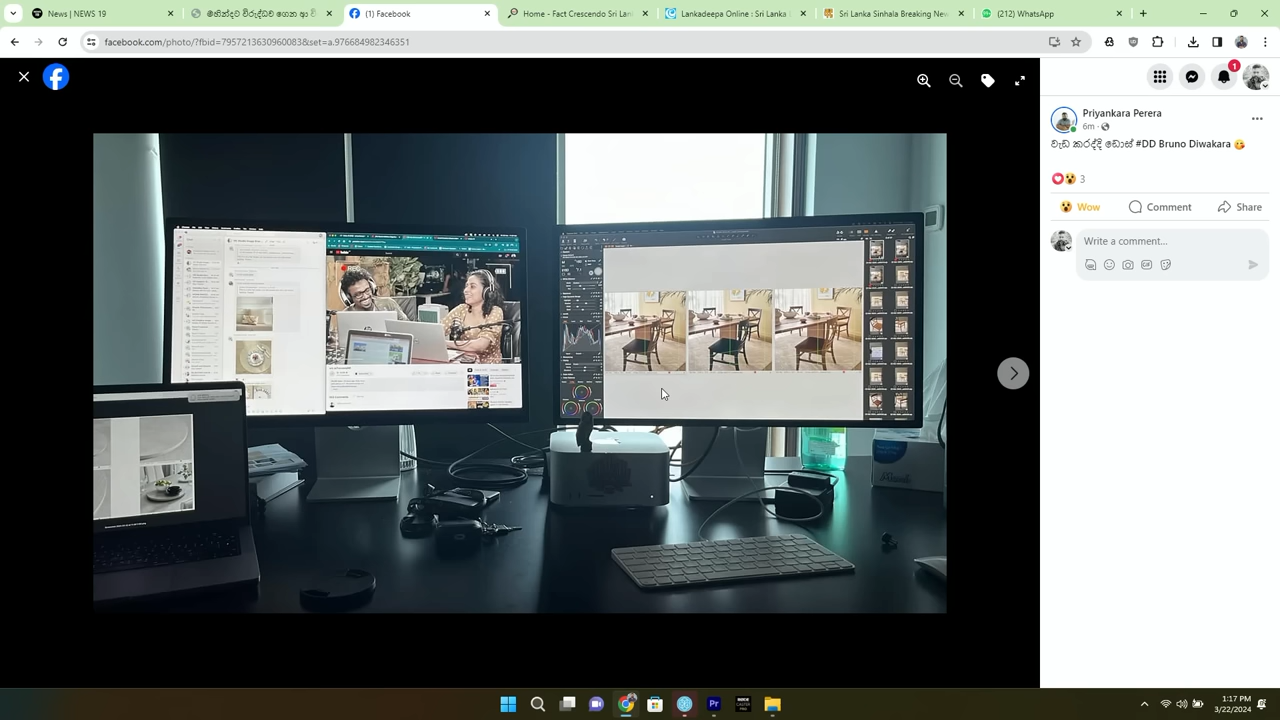 News | NEWS 19
(1) Facebook
Home - Fact Crescendo Sri Lan
Lankadeepa Online : Sri Lanka
Sri Lanka Sinhala Breaking New
(212) WhatsApp
facebook.com/photo/?fbid=795721363096008&set=a.976684982346351
1
Priyankara Perera
6m
වැඩ කරද්දි ඩොස් #DD Bruno Diwakara
3
Wow
Comment
Share
Write a comment...
1:17 PM
3/22/2024